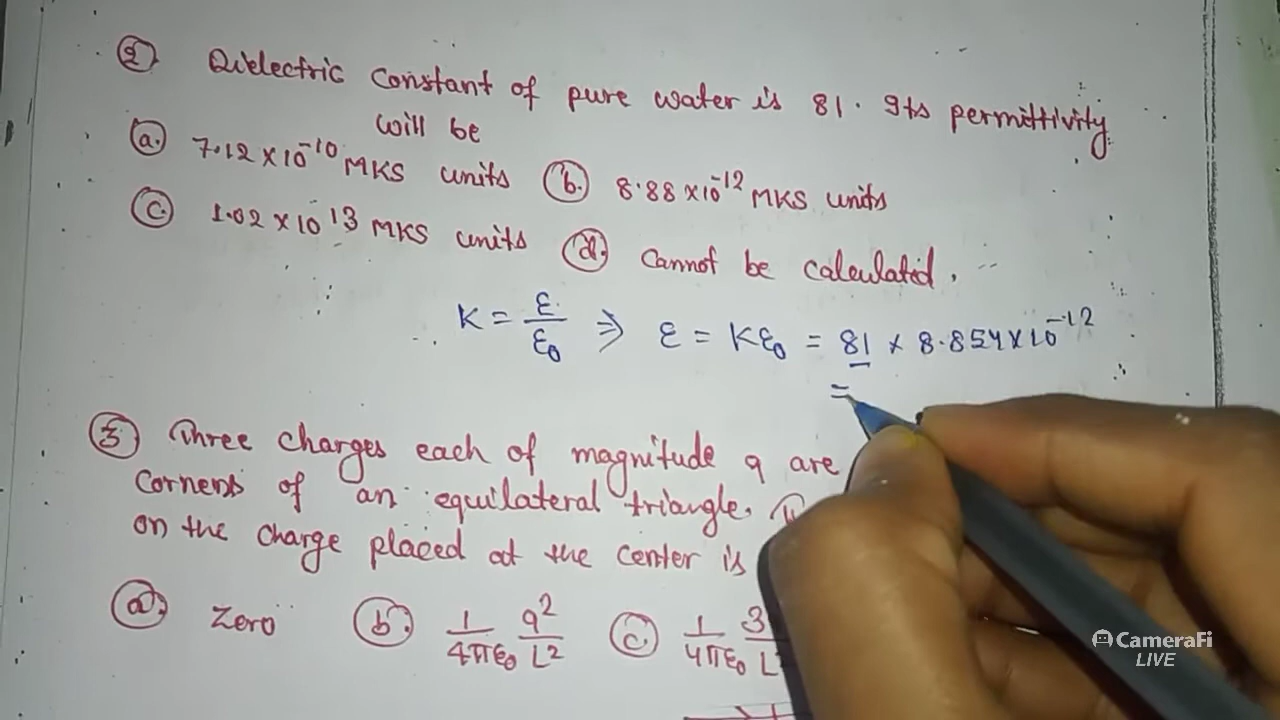 ② Dielectric constant of pure water is 81. Its permittivity
will be
ⓐ 7.12 × 10⁻¹⁰ MKS units ⓑ 8.88 × 10⁻¹² MKS units
ⓒ 1.02 × 10¹³ MKS units ⓓ cannot be calculated.
K = ε/ε₀ ⇒ ε = Kε₀ = 81 × 8.854 × 10⁻¹²
=
③ Three charges each of magnitude q are
corners of an equilateral triangle.
on the charge placed at the center is
ⓐ Zero ⓑ 1/4πε₀ q²/L² ⓒ 1/4πε₀ 3 / L
CameraFi
LIVE